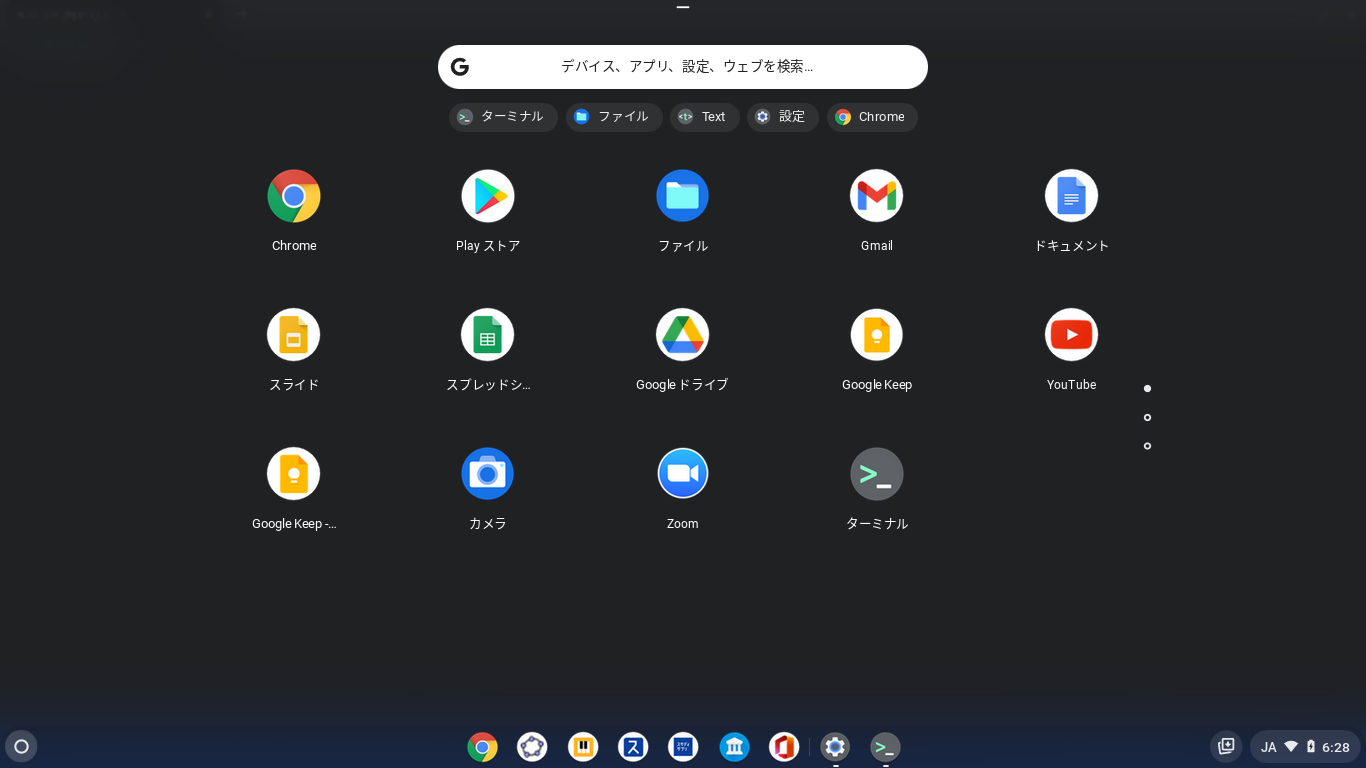 デバイス、アプリ、設定、ウェブを検索...
ターミナル ファイル Text 設定 Chrome
Chrome Play ストア ファイル Gmail ドキュメント
スライド スプレッドシ... Google ドライブ Google Keep YouTube
Google Keep -... カメラ Zoom ターミナル
JA 6:28